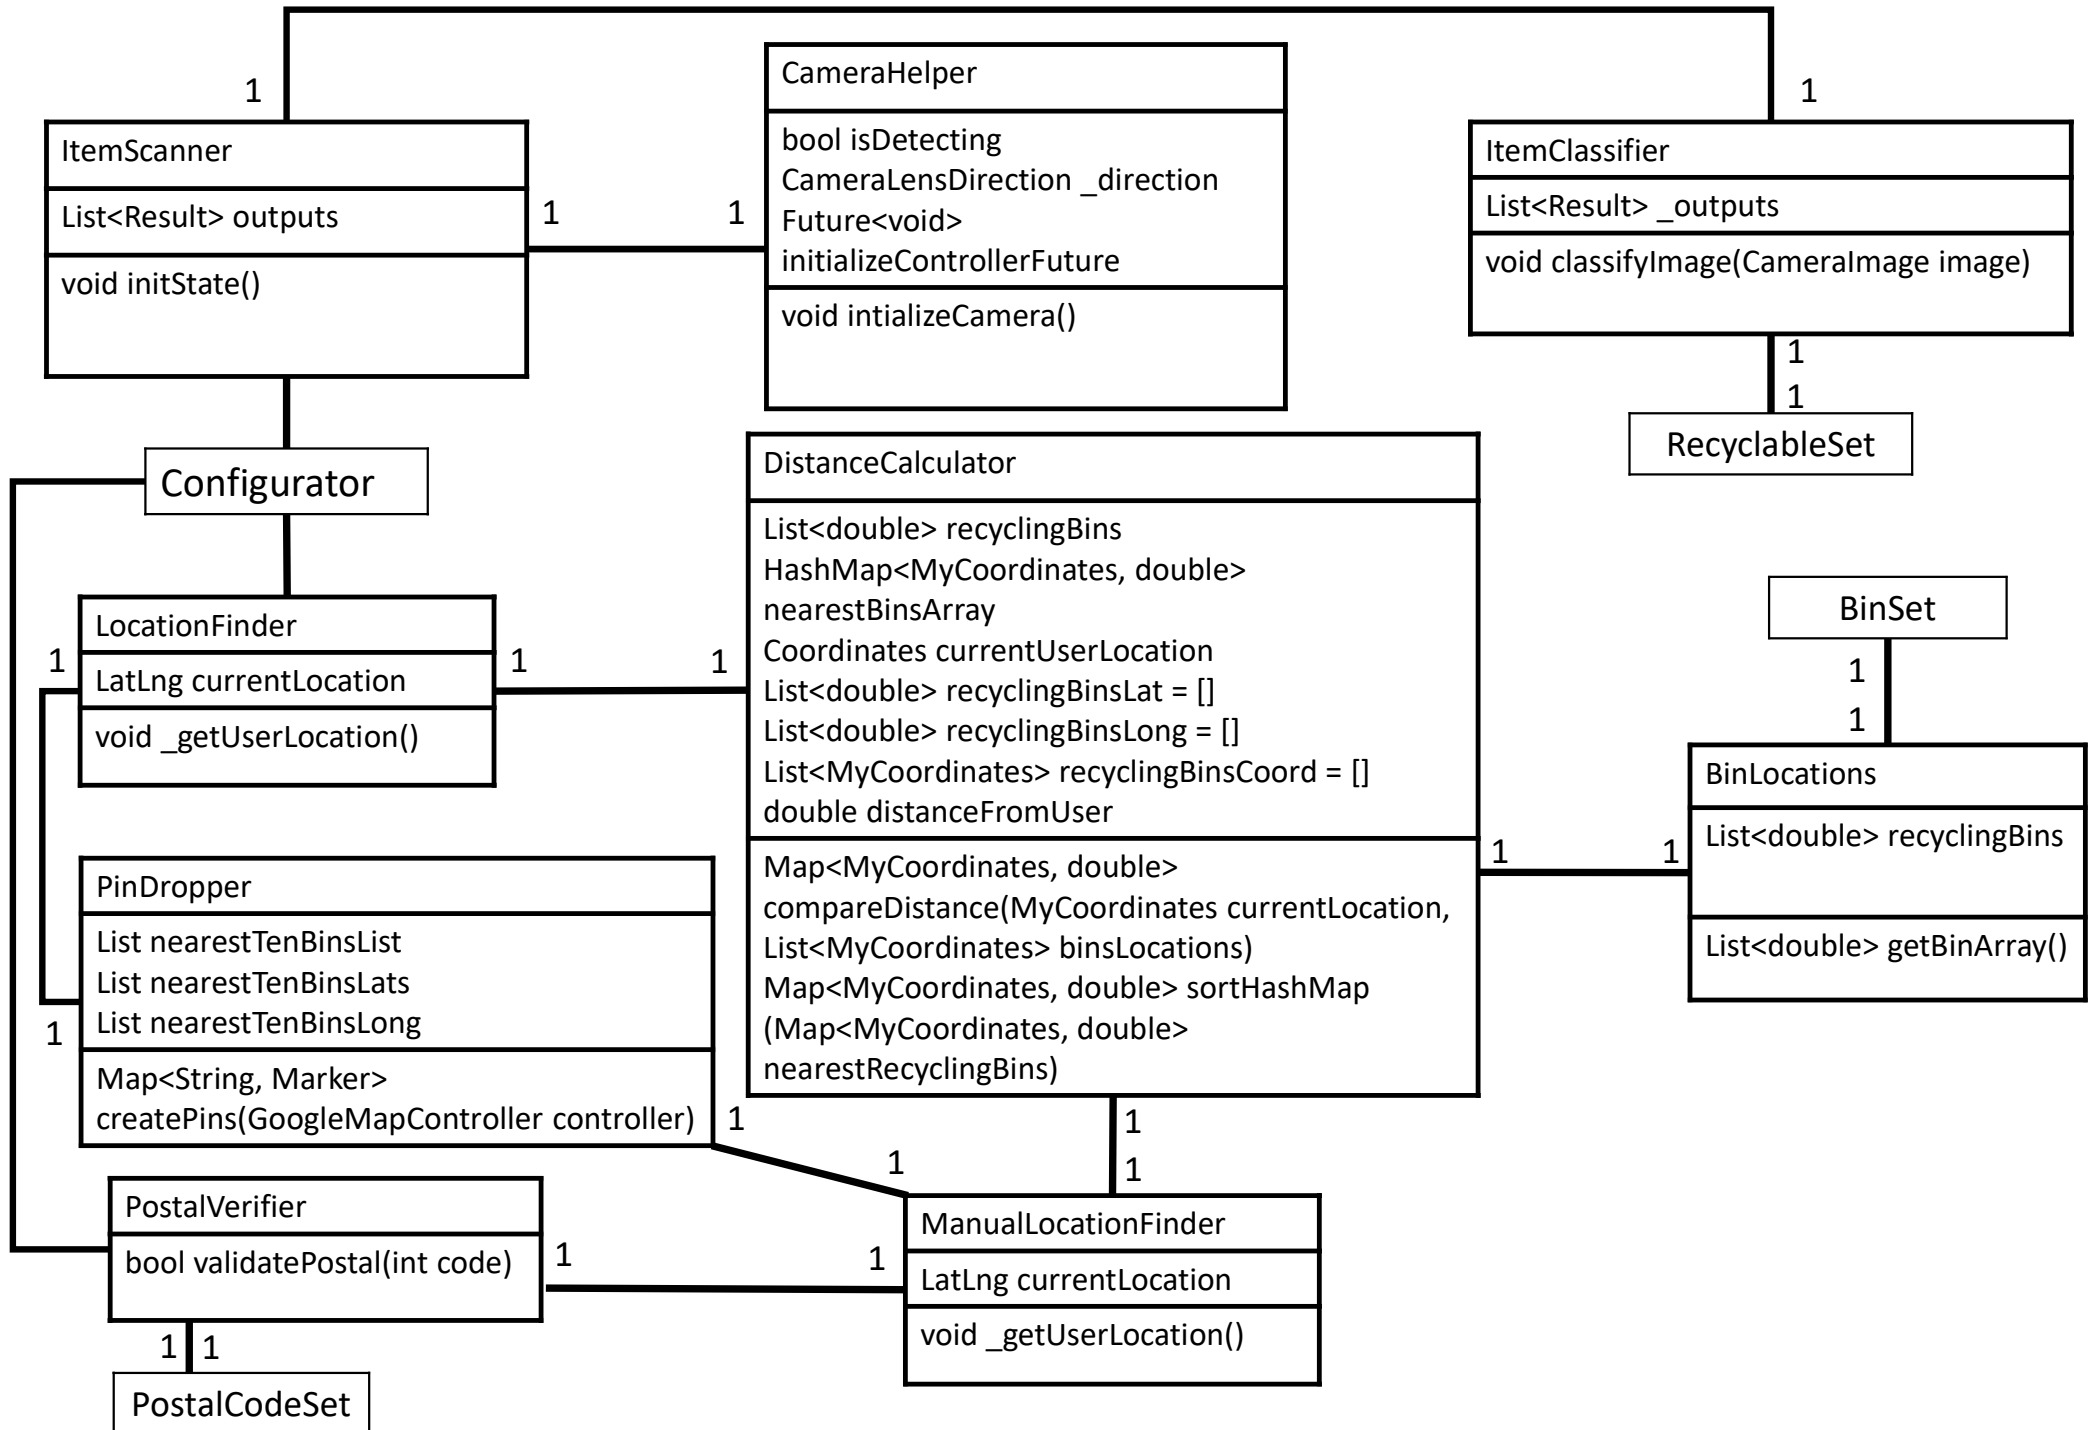 1
1
CameraHelper
bool isDetecting
CameraLensDirection _direction
Future<void>
initializeControllerFuture
void intializeCamera()
ItemScanner
List<Result> outputs
void initState()
1
1
ItemClassifier
List<Result> _outputs
void classifyImage(CameraImage image)
1
1
RecyclableSet
Configurator
DistanceCalculator
List<double> recyclingBins
HashMap<MyCoordinates, double>
nearestBinsArray
Coordinates currentUserLocation
List<double> recyclingBinsLat = []
List<double> recyclingBinsLong = []
List<MyCoordinates> recyclingBinsCoord = []
double distanceFromUser
Map<MyCoordinates, double>
compareDistance(MyCoordinates currentLocation,
List<MyCoordinates> binsLocations)
Map<MyCoordinates, double> sortHashMap
(Map<MyCoordinates, double>
nearestRecyclingBins)
LocationFinder
LatLng currentLocation
void _getUserLocation()
1
1
1
BinSet
1
1
BinLocations
List<double> recyclingBins
List<double> getBinArray()
1
1
PinDropper
List nearestTenBinsList
List nearestTenBinsLats
List nearestTenBinsLong
Map<String, Marker>
createPins(GoogleMapController controller)
1
1
1
1
1
PostalVerifier
bool validatePostal(int code)
1
1
ManualLocationFinder
LatLng currentLocation
void _getUserLocation()
1
1
PostalCodeSet